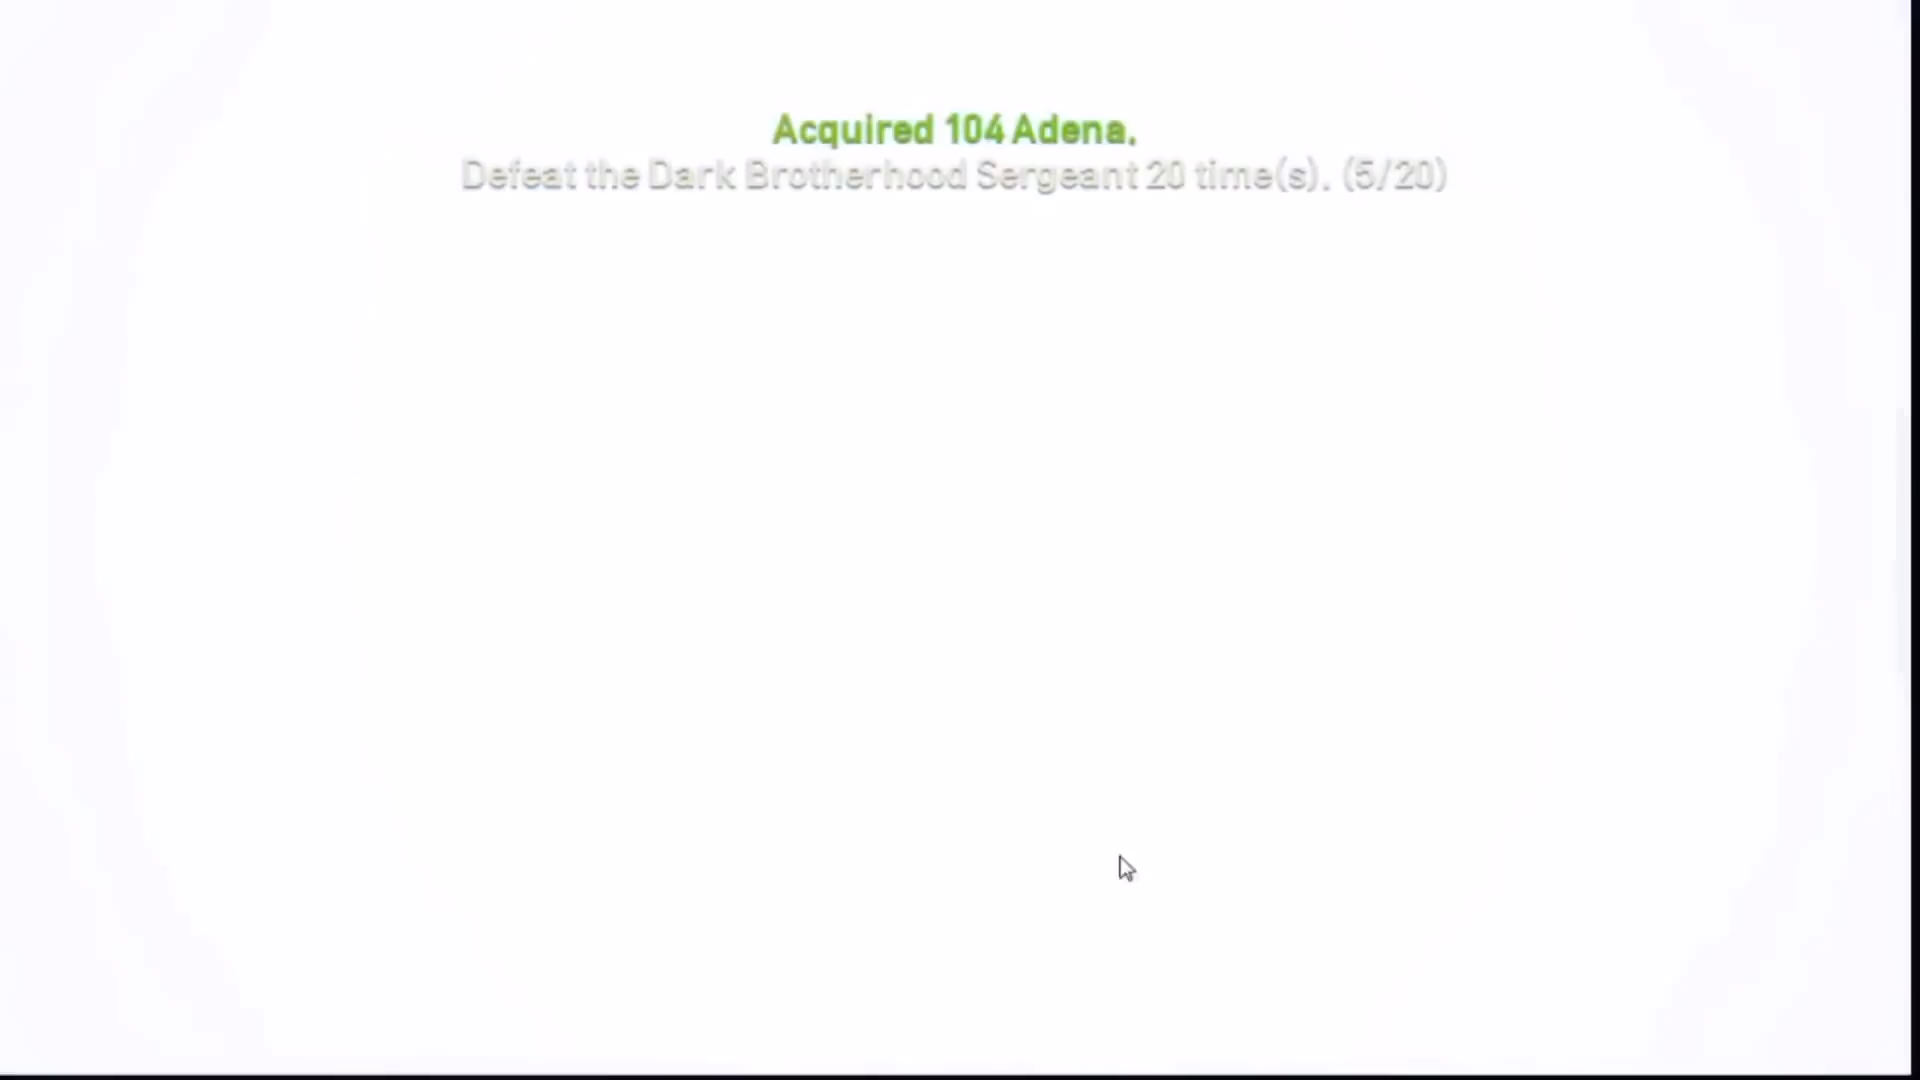 Acquired 104 Adena.
Defeat the Dark Brotherhood Sergeant 20 time(s). (5/20)